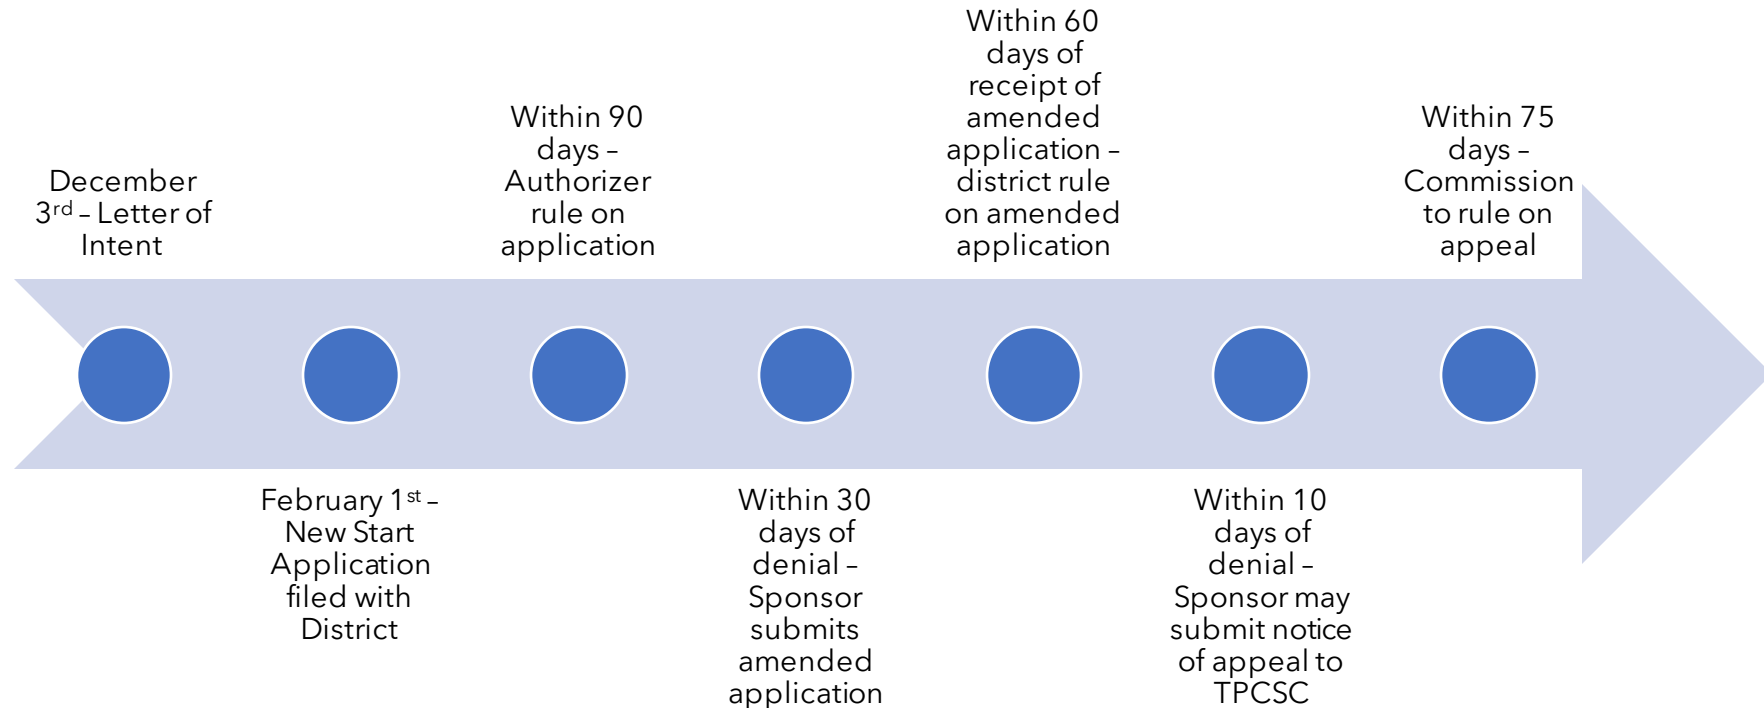 December
3rd – Letter of
Intent
February 1st –
New Start
Application
filed with
District
Within 90
days –
Authorizer
rule on
application
Within 30
days of
denial –
Sponsor
submits
amended
application
Within 60
days of
receipt of
amended
application –
district rule
on amended
application
Within 10
days of
denial –
Sponsor may
submit notice
of appeal to
TPCSC
Within 75
days –
Commission
to rule on
appeal